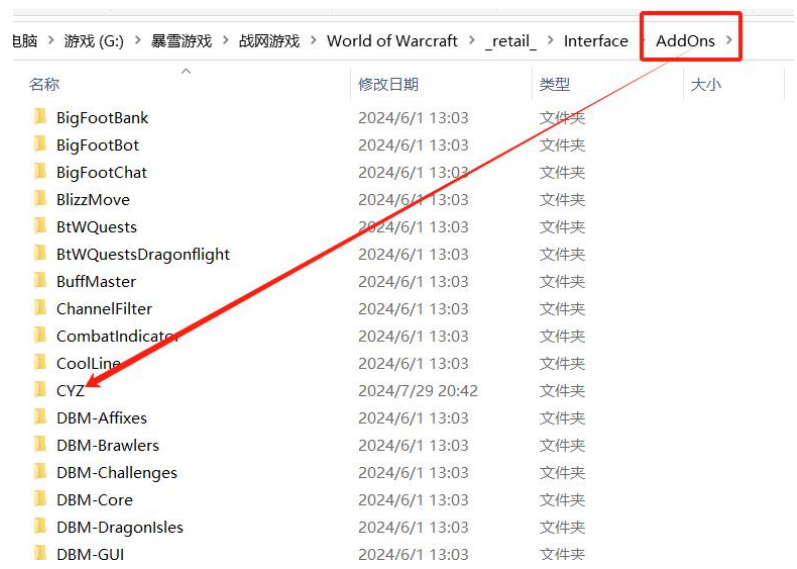 电脑 > 游戏 (G:) > 暴雪游戏 > 战网游戏 > World of Warcraft > _retail_ > Interface > AddOns >
名称 修改日期 类型 大小
BigFootBank 2024/6/1 13:03 文件夹
BigFootBot 2024/6/1 13:03 文件夹
BigFootChat 2024/6/1 13:03 文件夹
BlizzMove 2024/6/1 13:03 文件夹
BtWQuests 2024/6/1 13:03 文件夹
BtWQuestsDragonflight 2024/6/1 13:03 文件夹
BuffMaster 2024/6/1 13:03 文件夹
ChannelFilter 2024/6/1 13:03 文件夹
CombatIndicator 2024/6/1 13:03 文件夹
CoolLine 2024/6/1 13:03 文件夹
CYZ 2024/7/29 20:42 文件夹
DBM-Affixes 2024/6/1 13:03 文件夹
DBM-Brawlers 2024/6/1 13:03 文件夹
DBM-Challenges 2024/6/1 13:03 文件夹
DBM-Core 2024/6/1 13:03 文件夹
DBM-DragonIsles 2024/6/1 13:03 文件夹
DBM-GUI 2024/6/1 13:03 文件夹